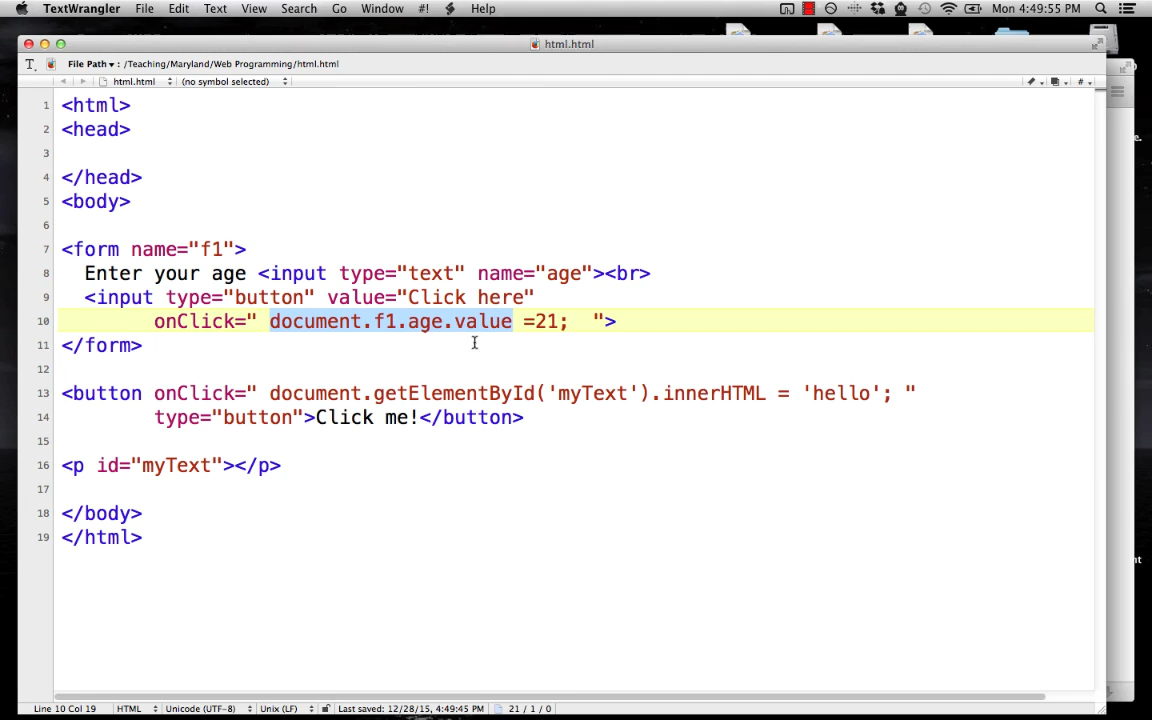 TextWrangler File Edit Text View Search Go Window #! Help Mon 4:49:55 PM
html.html
T. File Path ▾ : /Teaching/Maryland/Web Programming/html.html
html.html (no symbol selected) #
1 <html>
2 <head>
3
4 </head>
5 <body>
6
7 <form name="f1">
8 Enter your age <input type="text" name="age"><br>
9 <input type="button" value="Click here"
10 onClick=" document.f1.age.value =21;  ">
11 </form>
12
13 <button onClick=" document.getElementById('myText').innerHTML = 'hello'; "
14 type="button">Click me!</button>
15
16 <p id="myText"></p>
17
18 </body>
19 </html>
Line 10 Col 19 HTML Unicode (UTF-8) Unix (LF) Last saved: 12/28/15, 4:49:45 PM 21 / 1 / 0